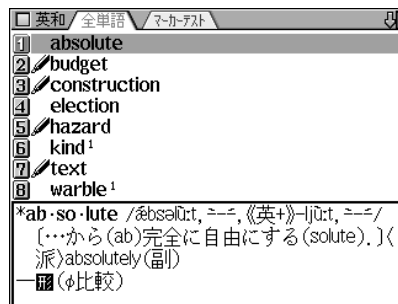 英和 全単語 マーカーテスト
1 absolute
2 budget
3 construction
4 election
5 hazard
6 kind¹
7 text
8 warble¹
*ab·so·lute /ǽbsəlùːt, ⸗–⸗, 《英+》–ljùːt, ⸗–⸗/
〔…から(ab)完全に自由にする(solute).〕〈
派〉absolutely(副)
—形(φ比較)